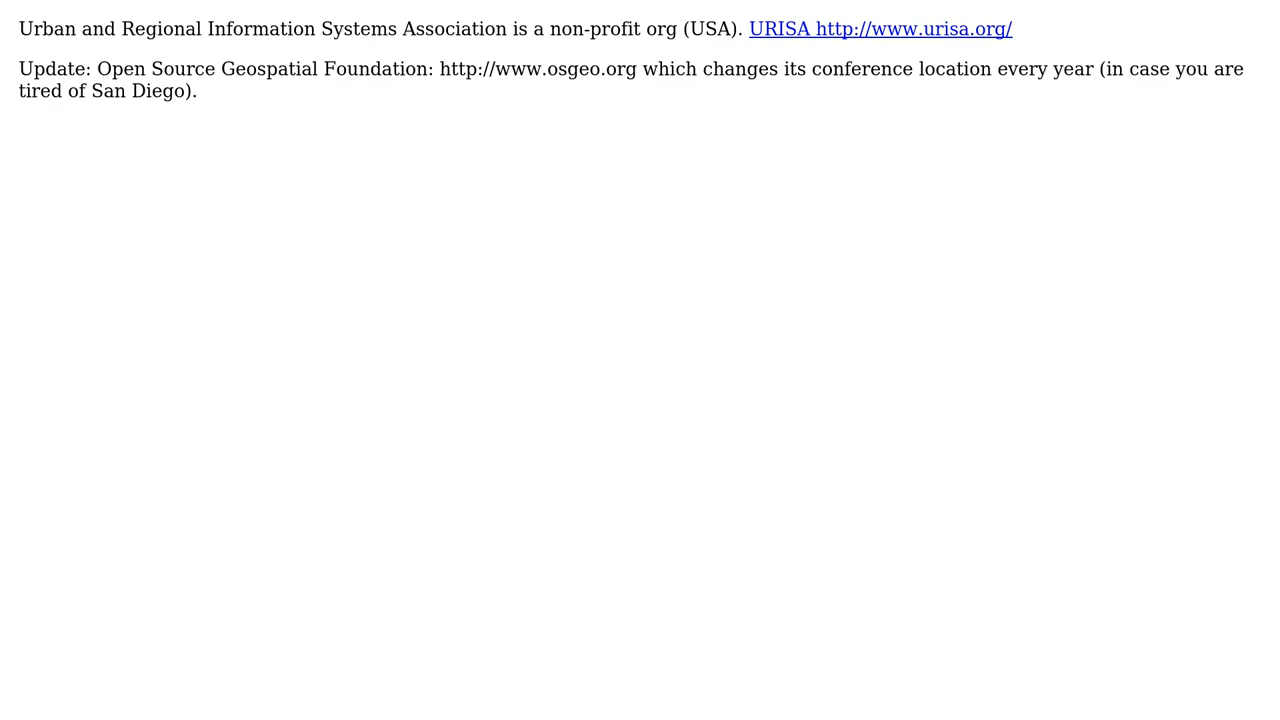 Urban and Regional Information Systems Association is a non-profit org (USA). URISA http://www.urisa.org/
Update: Open Source Geospatial Foundation: http://www.osgeo.org which changes its conference location every year (in case you are
tired of San Diego).